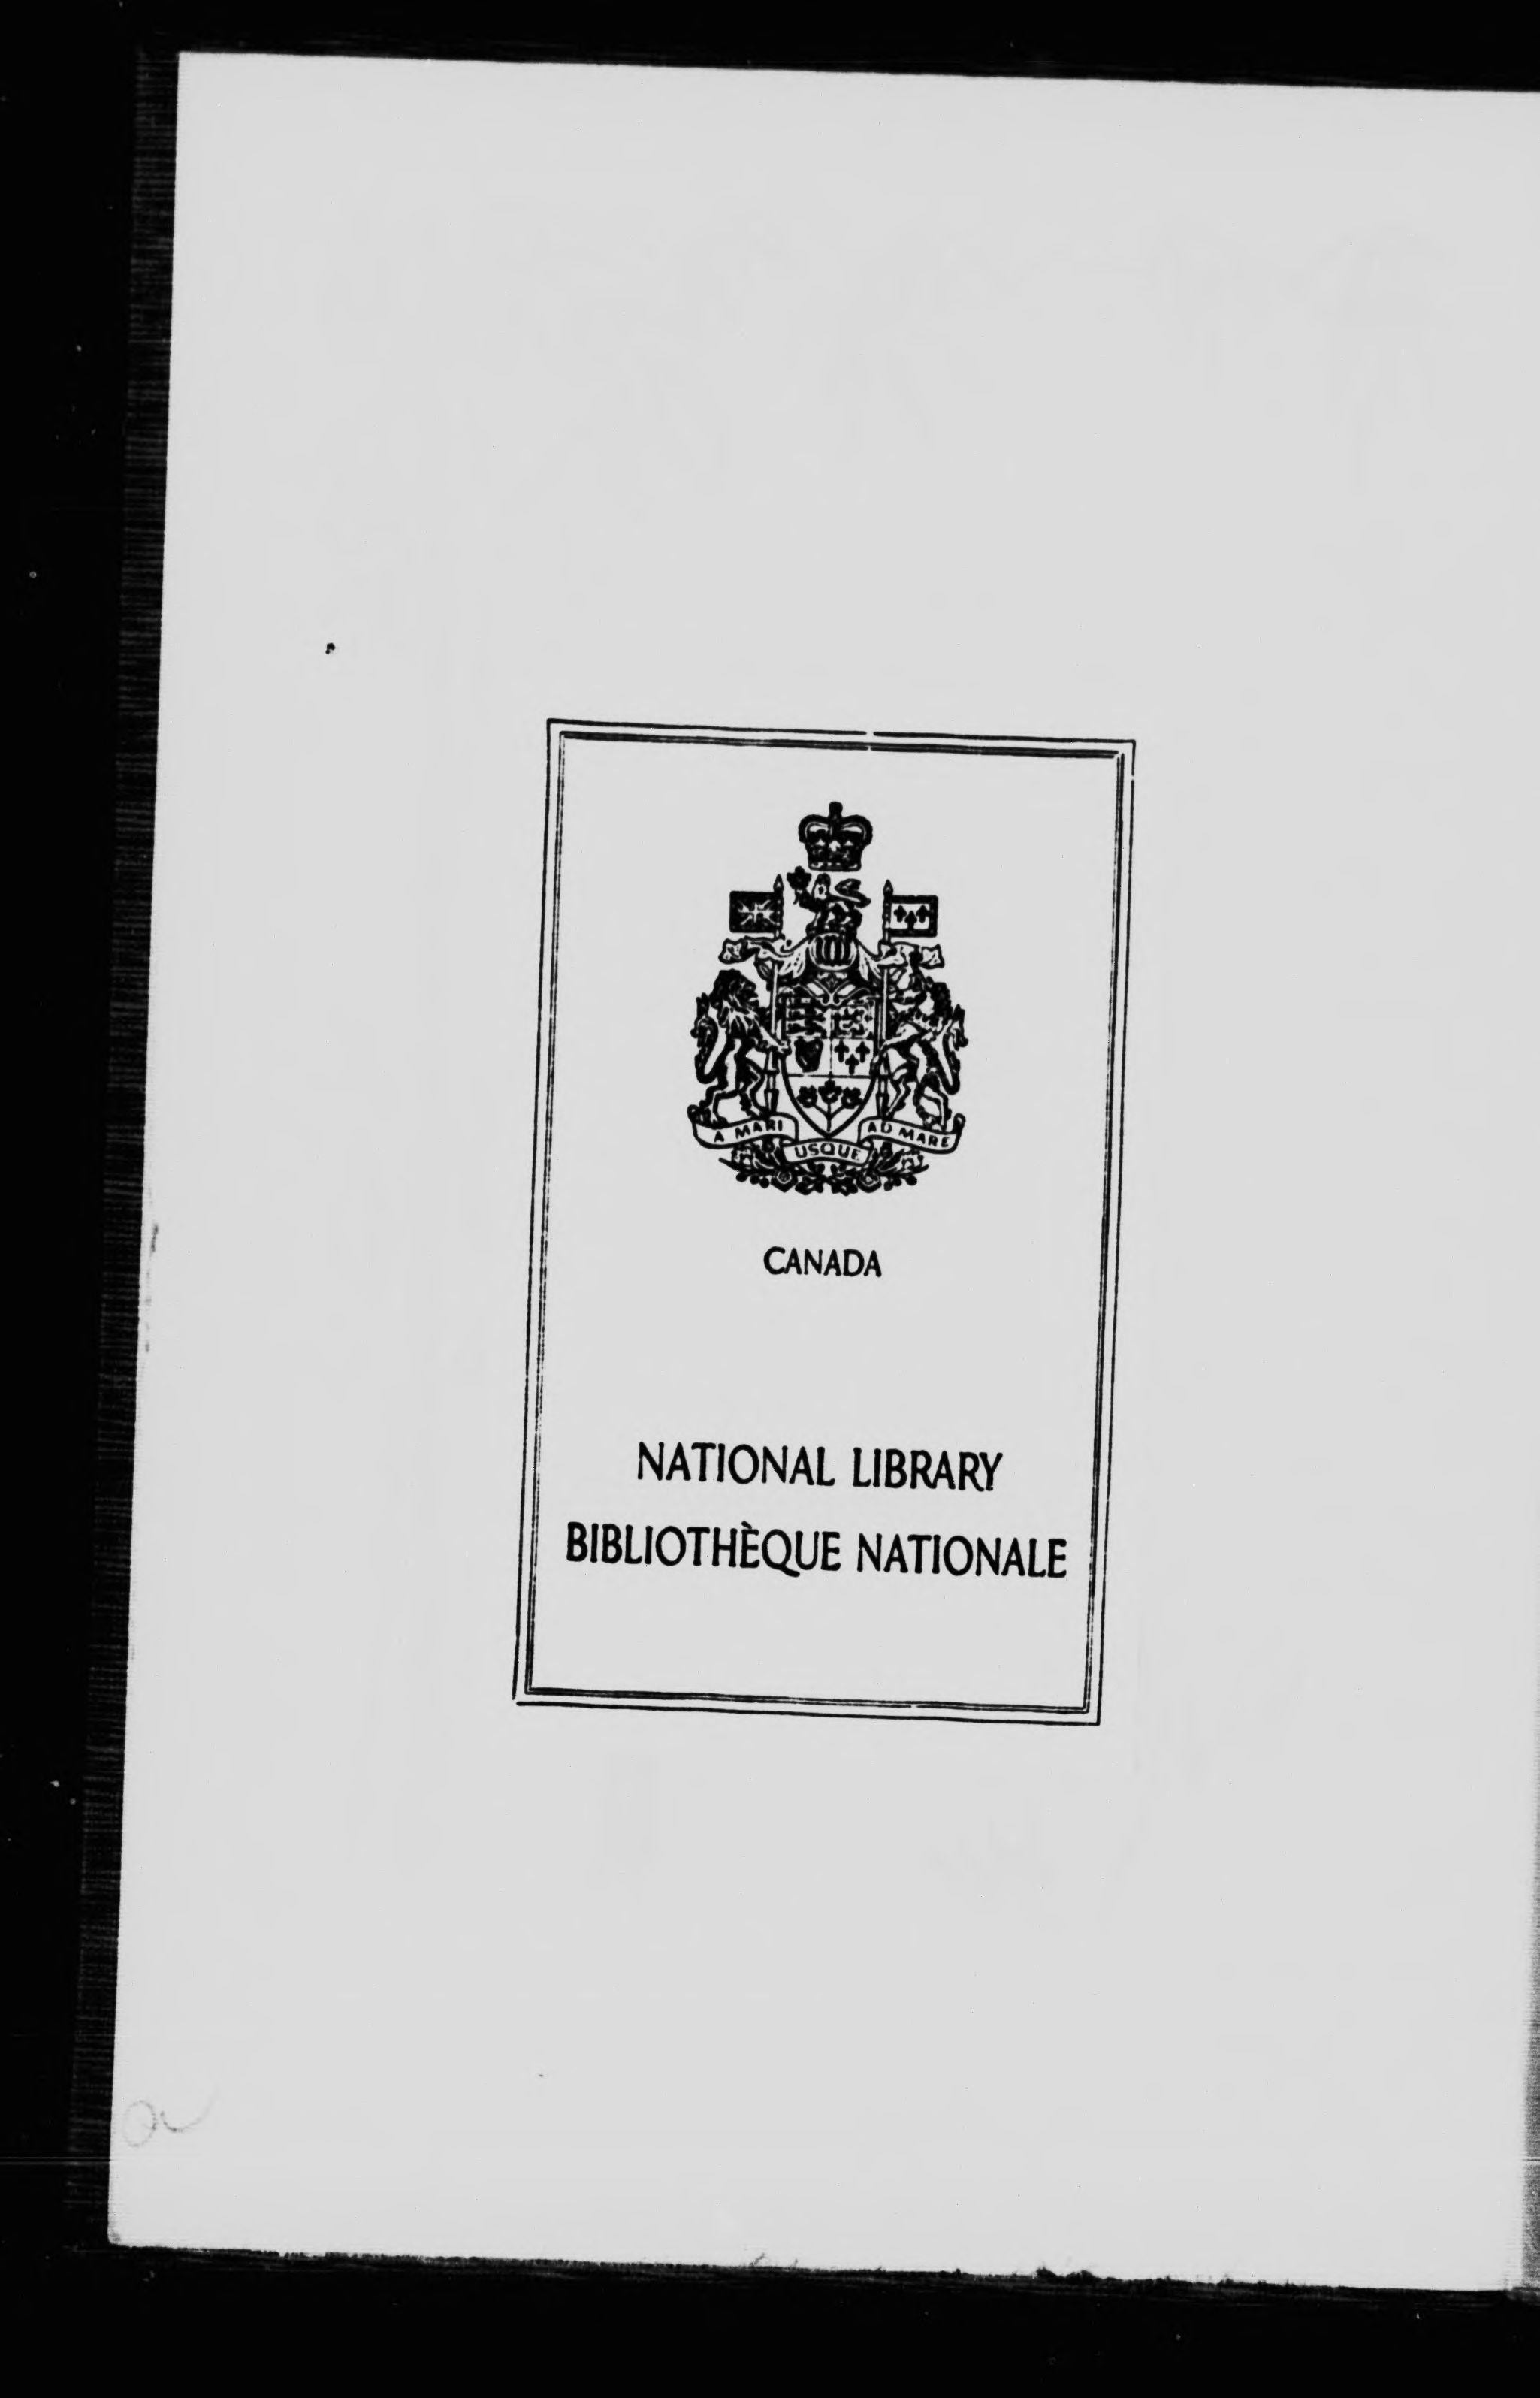 A MARI USQUE AD MARE
CANADA
NATIONAL LIBRARY
BIBLIOTHÈQUE NATIONALE